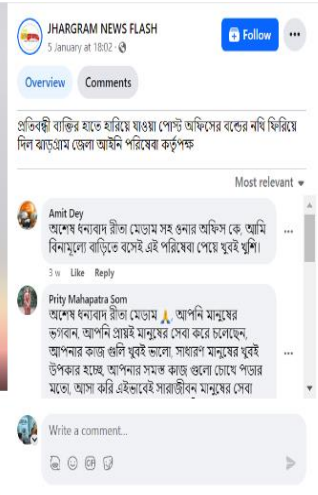 JHARGRAM NEWS FLASH
5 January at 18:02 ·
Follow
Overview
Comments
প্রতিবন্ধী ব্যক্তির হাতে হারিয়ে যাওয়া পোস্ট অফিসের বন্ডের নথি ফিরিয়ে
দিল ঝাড়গ্রাম জেলা আইনি পরিষেবা কর্তৃপক্ষ
Most relevant
Amit Dey
অশেষ ধন্যবাদ রীতা মেডাম সহ ওনার অফিস কে, আমি
বিনামূল্যে বাড়িতে বসেই এই পরিষেবা পেয়ে খুবই খুশি।
3 w Like Reply
Prity Mahapatra Som
অশেষ ধন্যবাদ রীতা মেডাম 🙏, আপনি মানুষের
ভগবান, আপনি প্রায়ই মানুষের সেবা করে চলেছেন,
আপনার কাজ গুলি খুবই ভালো, সাধারণ মানুষের খুবই
উপকার হচ্ছে, আপনার সমস্ত কাজ গুলো চোখে পড়ার
মতো, আসা করি এইভাবেই সারাজীবন মানুষের সেবা
Write a comment...
GIF